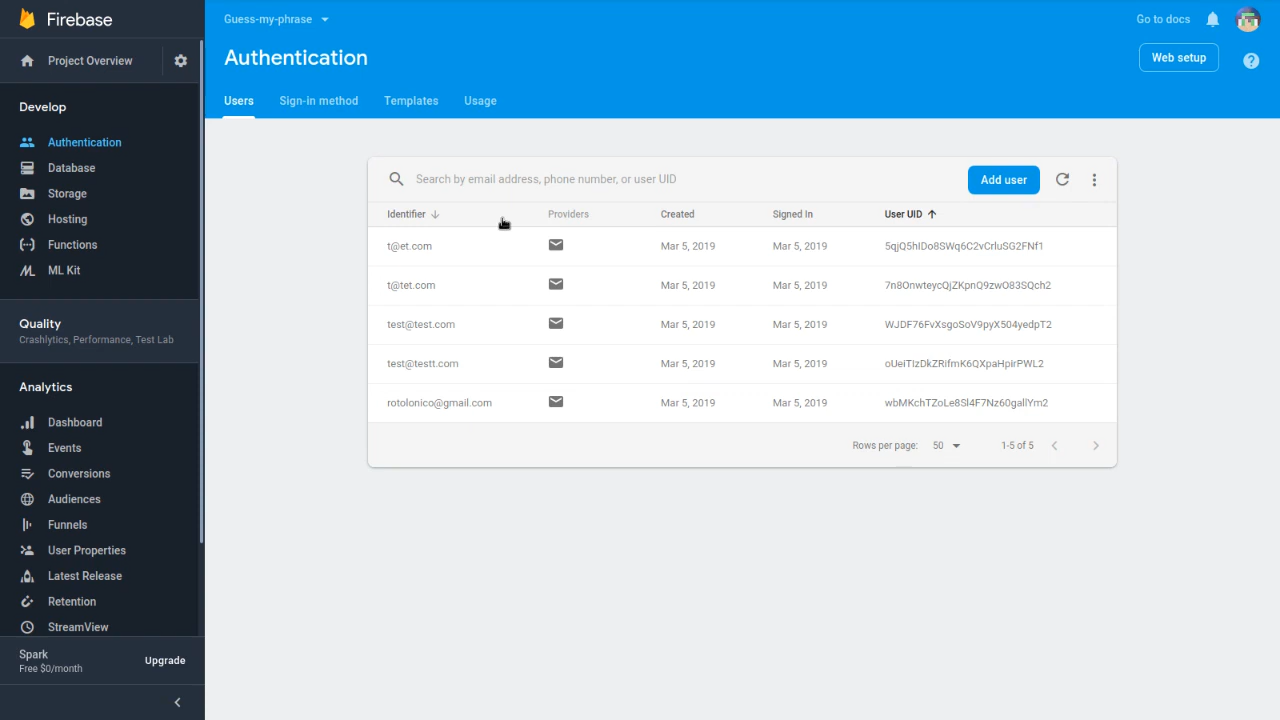 Firebase
Project Overview
Develop
Authentication
Database
Storage
Hosting
Functions
ML Kit
Quality
Crashlytics, Performance, Test Lab
Analytics
Dashboard
Events
Conversions
Audiences
Funnels
User Properties
Latest Release
Retention
StreamView
Spark
Free $0/month
Upgrade
Guess-my-phrase
Go to docs
Authentication
Web setup
Users Sign-in method Templates Usage
Search by email address, phone number, or user UID
Add user
Identifier Providers Created Signed In User UID
t@et.com Mar 5, 2019 Mar 5, 2019 5qjQ5hIDo8SWq6C2vCrluSG2FNf1
t@tet.com Mar 5, 2019 Mar 5, 2019 7n8OnwteycQjZKpnQ9zwO83SQch2
test@test.com Mar 5, 2019 Mar 5, 2019 WJDF76FvXsgoSoV9pyX504yedpT2
test@testt.com Mar 5, 2019 Mar 5, 2019 oUeiTIzDkZRifmK6QXpaHpirPWL2
rotolonico@gmail.com Mar 5, 2019 Mar 5, 2019 wbMKchTZoLe8Sl4F7Nz60gallYm2
Rows per page: 50 1-5 of 5